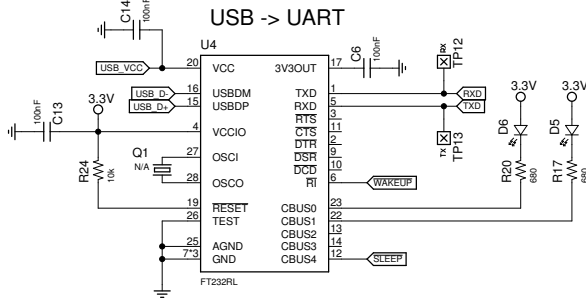 USB -> UART
C14
100nF
USB_VCC
USB_D-
USB_D+
C13
100nF
3.3V
R24
10k
Q1
N/A
U4
20 VCC 3V3OUT 17
16 USBDM TXD 1
15 USBDP RXD 5
RTS 3
4 VCCIO CTS 11
DTR 2
27 OSCI DSR 9
DCD 10
28 OSCO RI 6
19 RESET CBUS0 23
26 TEST CBUS1 22
CBUS2 13
25 AGND CBUS3 14
7*3 GND CBUS4 12
FT232RL
C6
100nF
RX
TP12
RXD
TXD
TX
TP13
WAKEUP
SLEEP
3.3V
D6
R20
680
3.3V
D5
R17
680